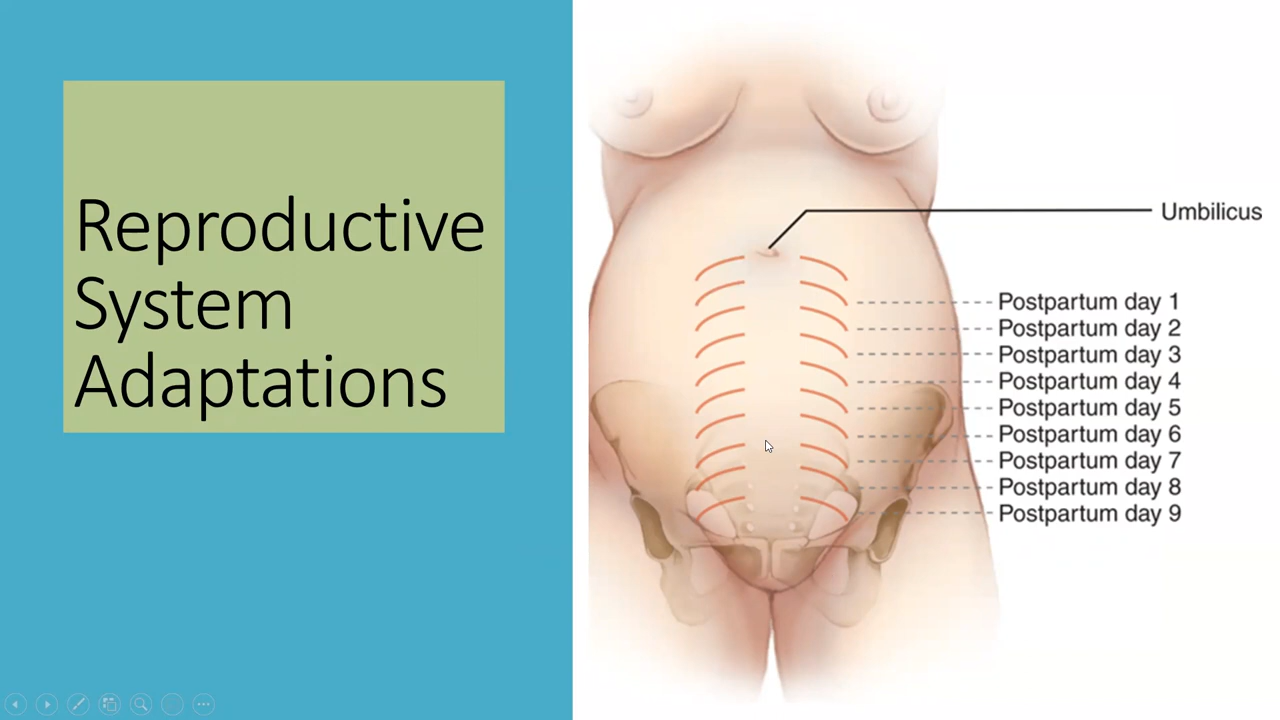 Reproductive
System
Adaptations
Umbilicus
Postpartum day 1
Postpartum day 2
Postpartum day 3
Postpartum day 4
Postpartum day 5
Postpartum day 6
Postpartum day 7
Postpartum day 8
Postpartum day 9